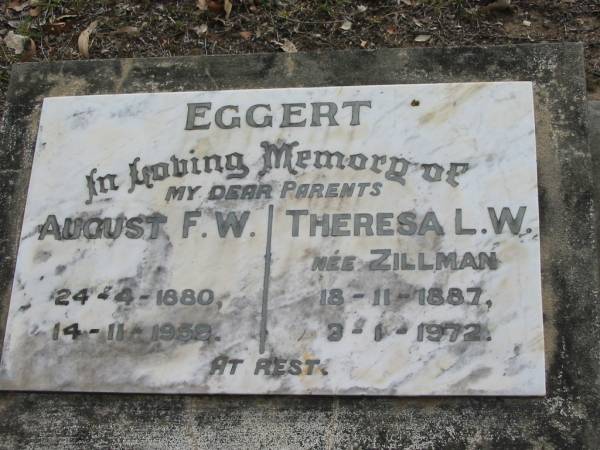 EGGERT
In Loving Memory of
MY DEAR PARENTS
AUGUST F.W. THERESA L.W.
NÉE ZILLMAN
24-4-1880, 18-11-1887,
14-11-1958. 3-1-1972.
AT REST.